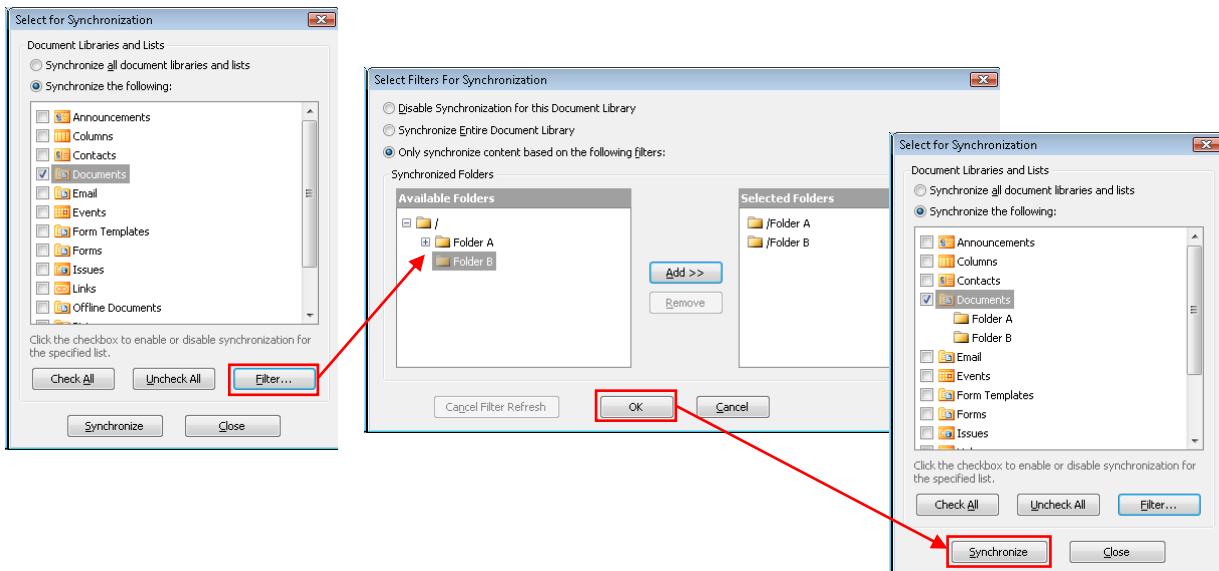 Select for Synchronization
Document Libraries and Lists
Synchronize all document libraries and lists
Synchronize the following:
Announcements
Columns
Contacts
Documents
Email
Events
Form Templates
Forms
Issues
Links
Offline Documents
Click the checkbox to enable or disable synchronization for
the specified list.
Check All
Uncheck All
Filter...
Synchronize
Close
Select Filters For Synchronization
Disable Synchronization for this Document Library
Synchronize Entire Document Library
Only synchronize content based on the following filters:
Synchronized Folders
Available Folders
/
Folder A
Folder B
Add >>
Remove
Selected Folders
/Folder A
/Folder B
Cancel Filter Refresh
OK
Cancel
Select for Synchronization
Document Libraries and Lists
Synchronize all document libraries and lists
Synchronize the following:
Announcements
Columns
Contacts
Documents
Folder A
Folder B
Email
Events
Form Templates
Forms
Issues
Click the checkbox to enable or disable synchronization for
the specified list.
Check All
Uncheck All
Filter...
Synchronize
Close